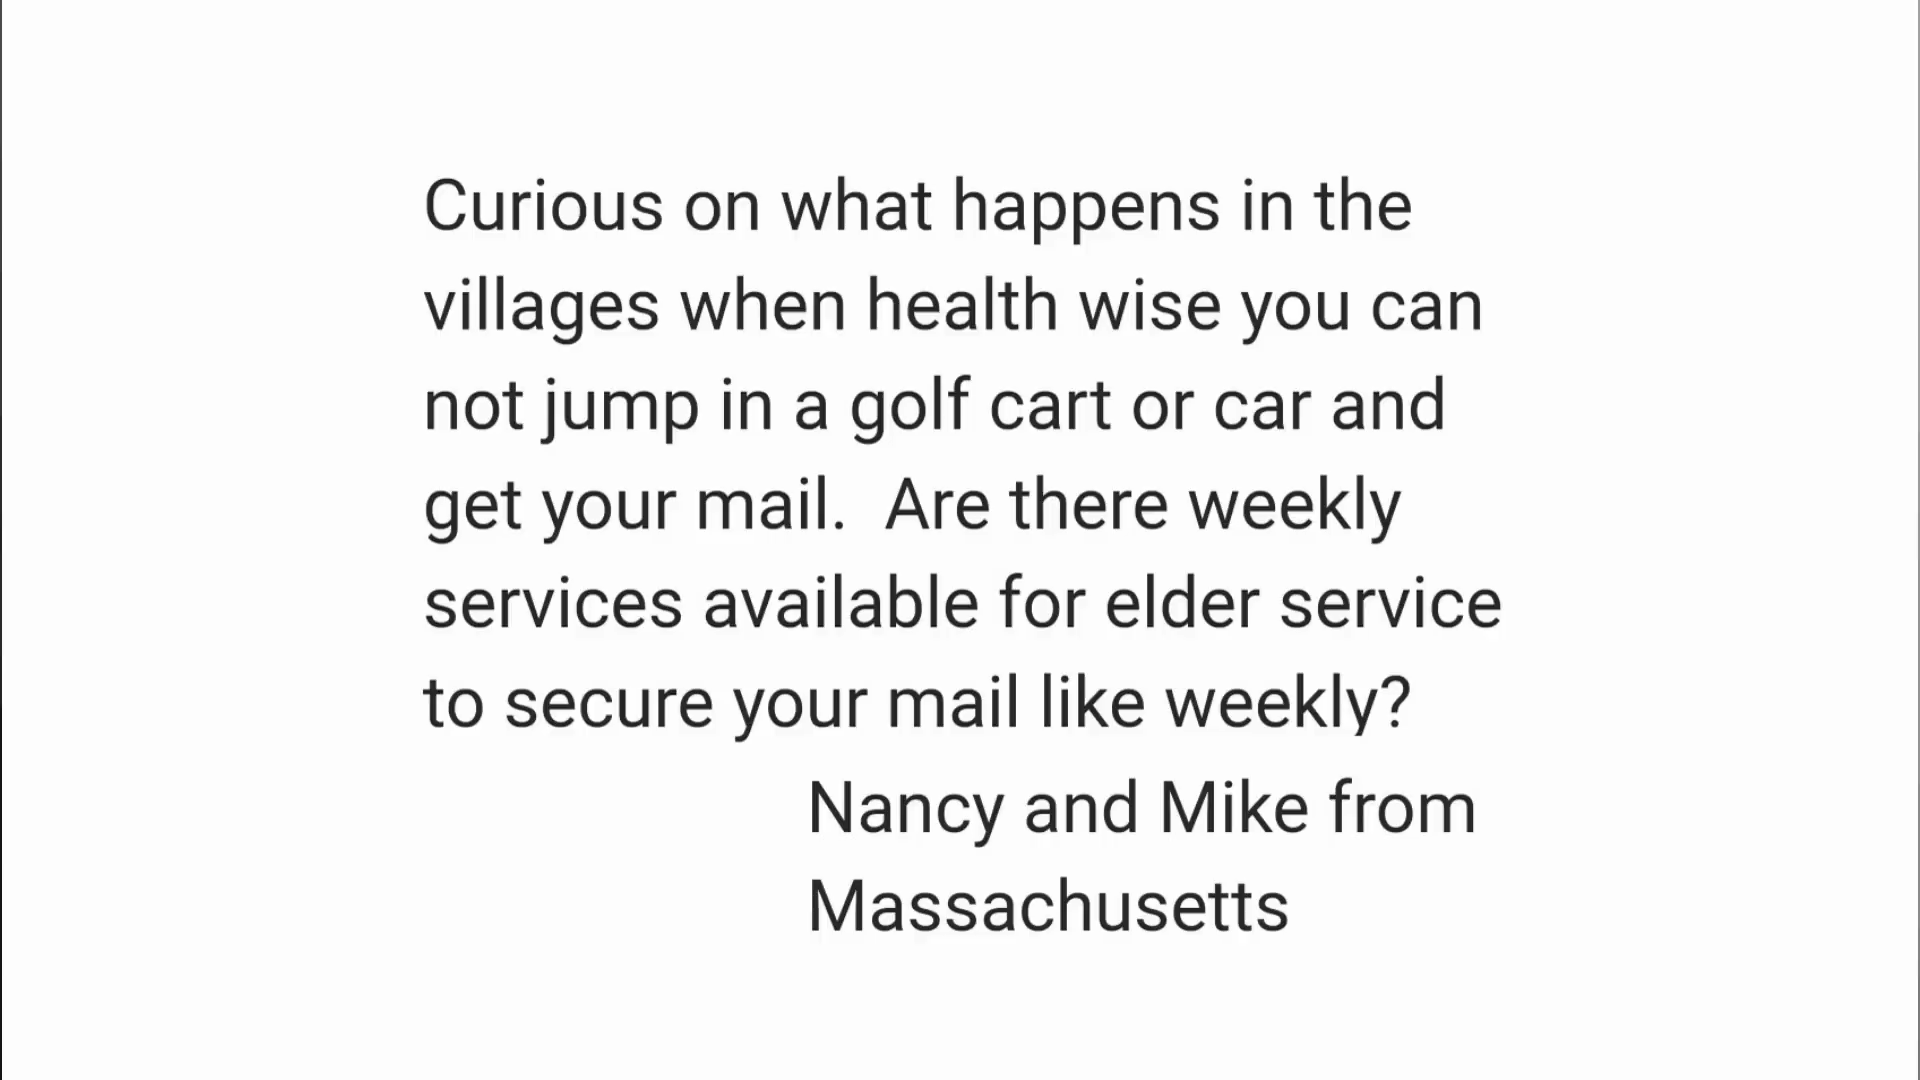 Curious on what happens in the
villages when health wise you can
not jump in a golf cart or car and
get your mail.  Are there weekly
services available for elder service
to secure your mail like weekly?
Nancy and Mike from
Massachusetts